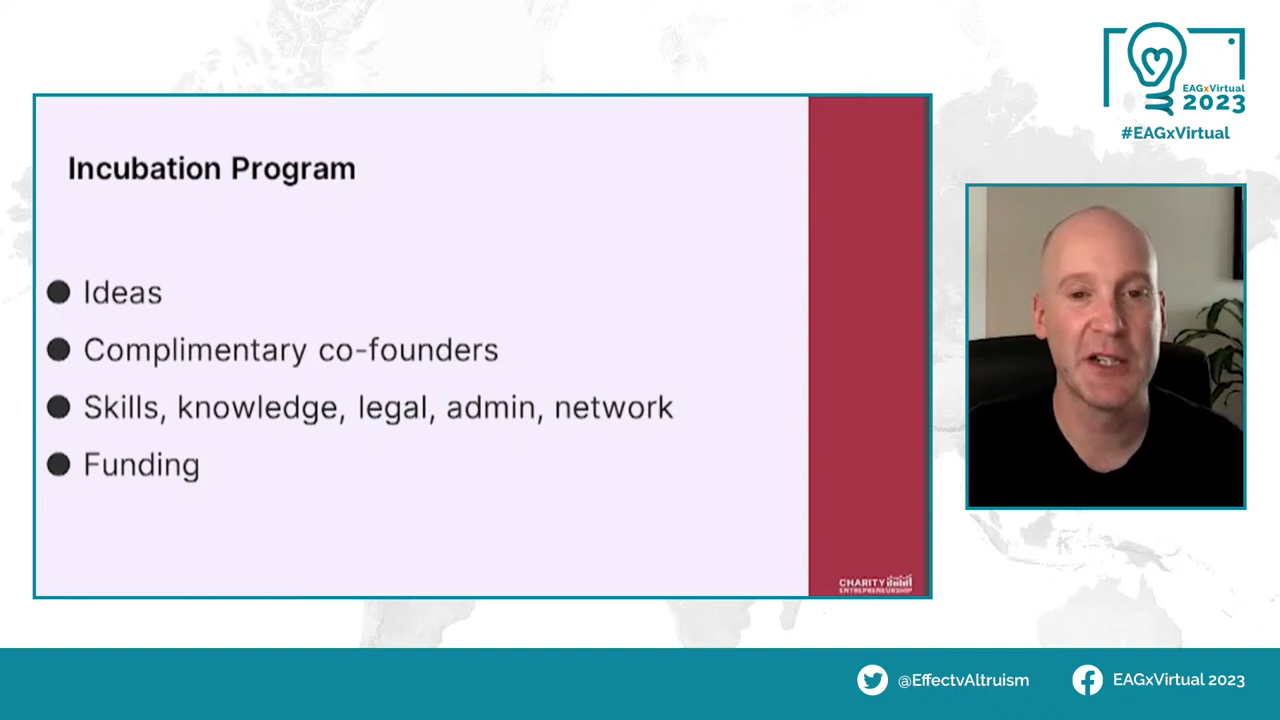 EAGxVirtual
2023
#EAGxVirtual
Incubation Program
Ideas
Complimentary co-founders
Skills, knowledge, legal, admin, network
Funding
CHARITY
ENTREPRENEURSHIP
@EffectvAltruism
EAGxVirtual 2023